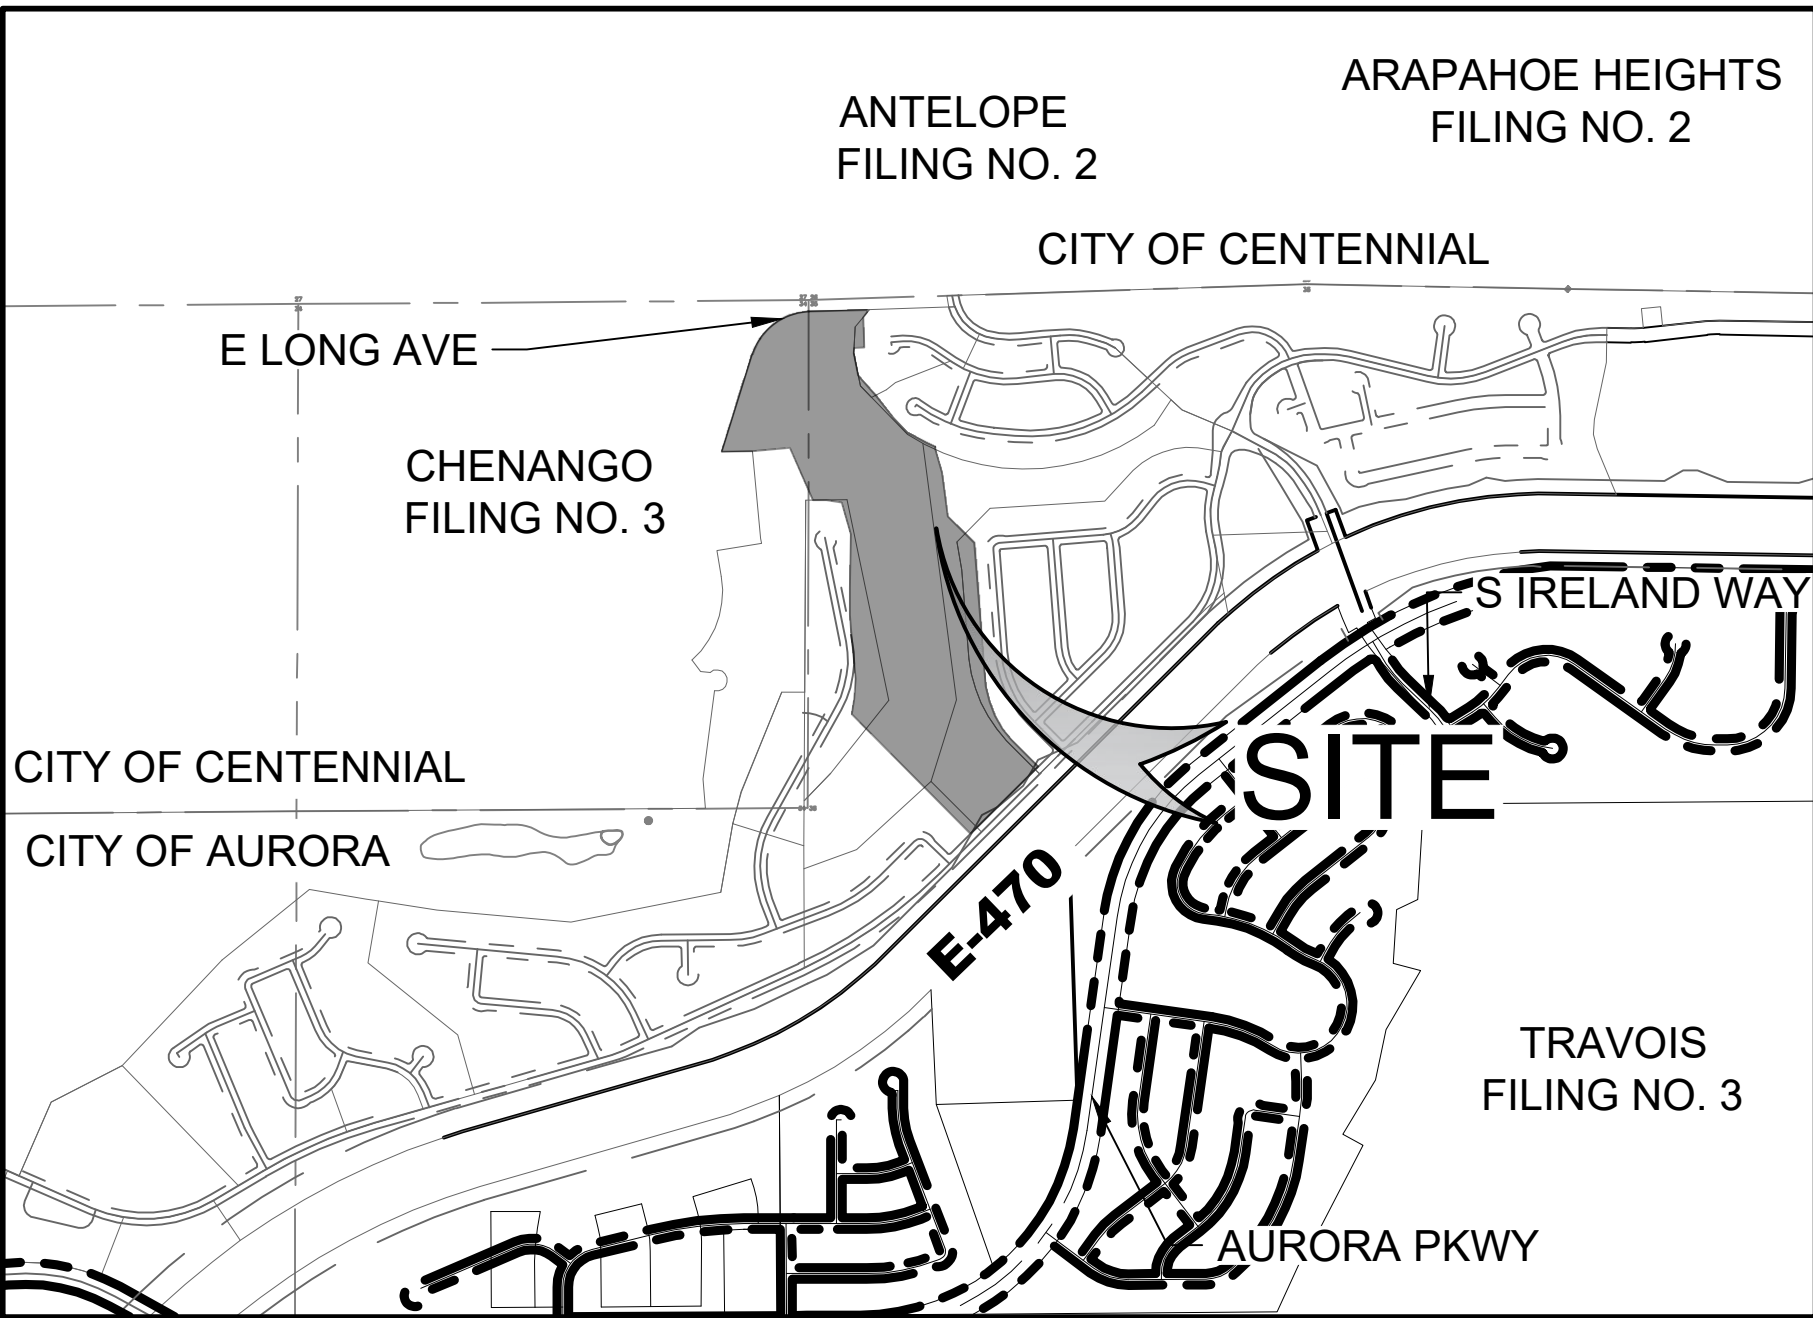 ARAPAHOE HEIGHTS
FILING NO. 2
ANTELOPE
FILING NO. 2
CITY OF CENTENNIAL
E LONG AVE
CHENANGO
FILING NO. 3
S IRELAND WAY
SITE
CITY OF CENTENNIAL
CITY OF AURORA
E-470
TRAVOIS
FILING NO. 3
AURORA PKWY